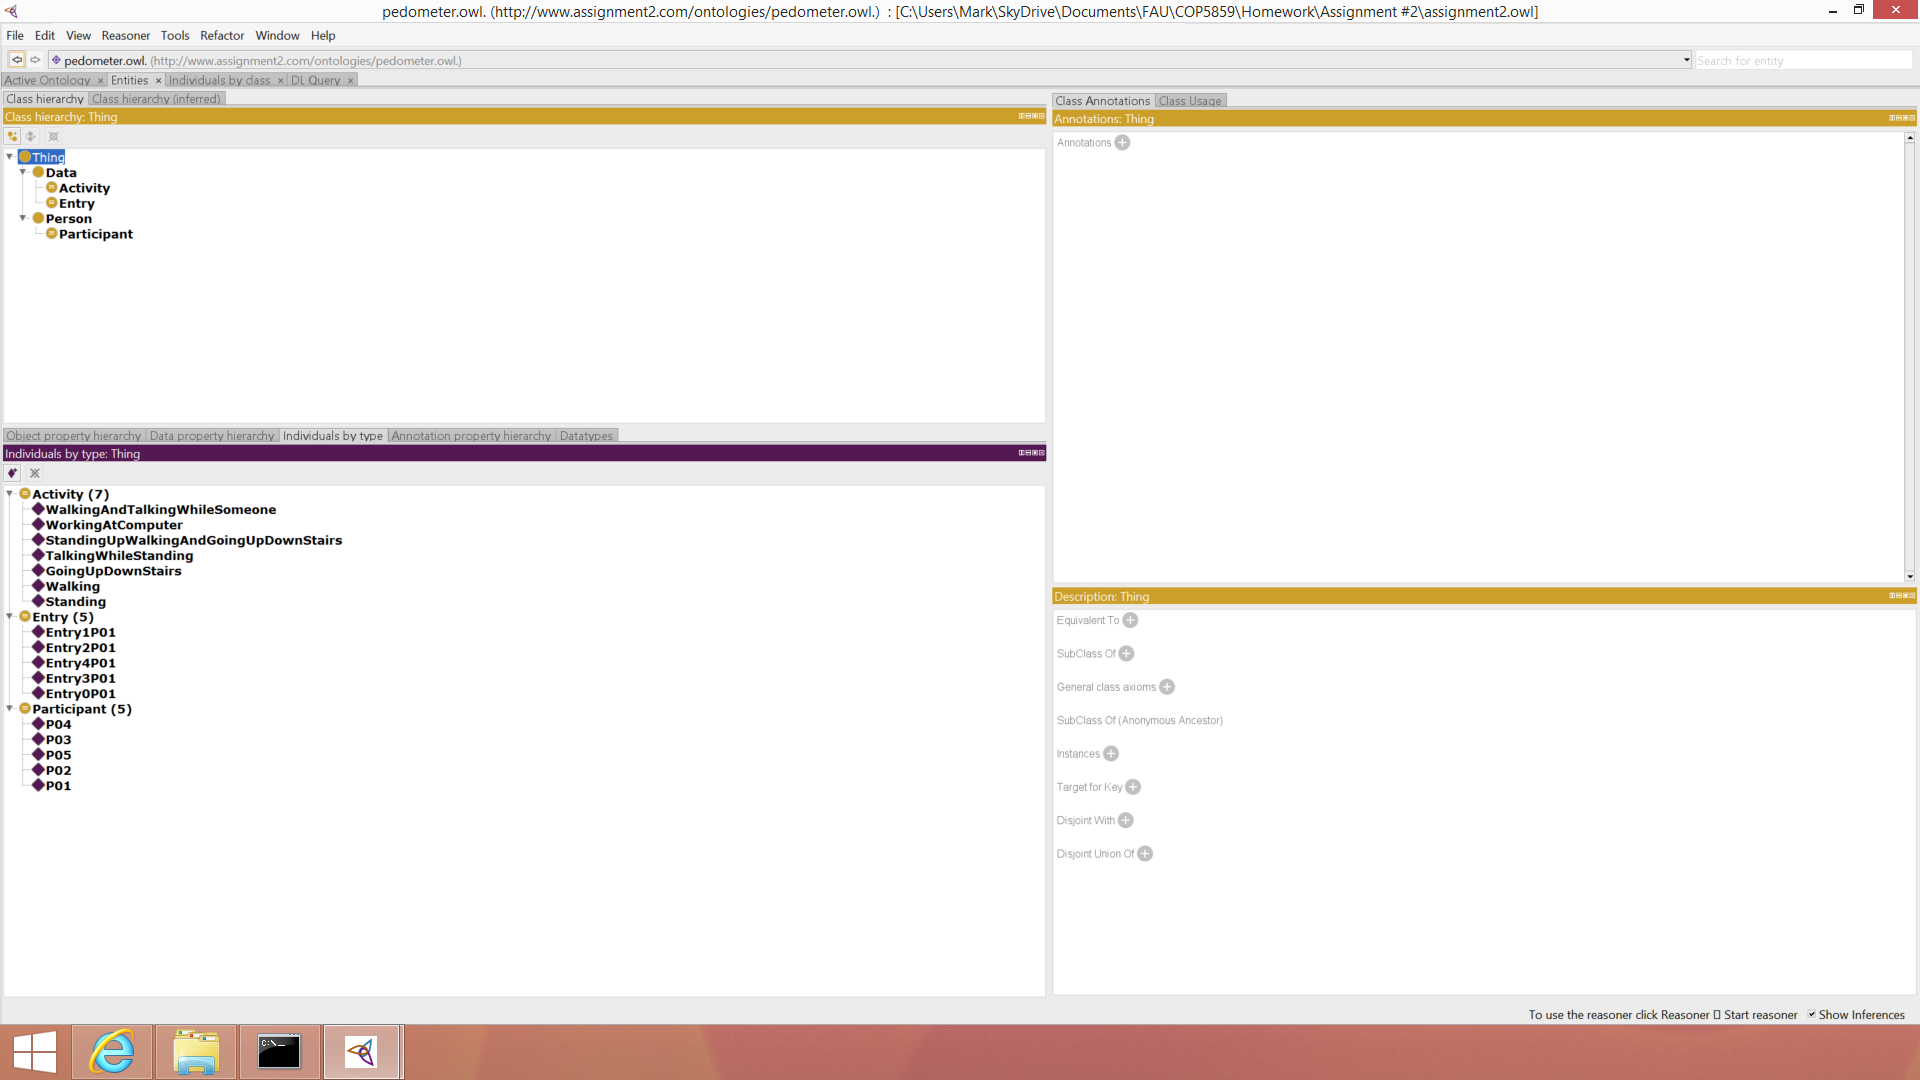 pedometer.owl. (http://www.assignment2.com/ontologies/pedometer.owl.) : [C:\Users\Mark\SkyDrive\Documents\FAU\COP5859\Homework\Assignment #2\assignment2.owl]
File Edit View Reasoner Tools Refactor Window Help
pedometer.owl. (http://www.assignment2.com/ontologies/pedometer.owl.)
Search for entity
Active Ontology × Entities × Individuals by class × DL Query ×
Class hierarchy Class hierarchy (inferred)
Class hierarchy: Thing
Thing
Data
Activity
Entry
Person
Participant
Object property hierarchy Data property hierarchy Individuals by type Annotation property hierarchy Datatypes
Individuals by type: Thing
Activity (7)
WalkingAndTalkingWhileSomeone
WorkingAtComputer
StandingUpWalkingAndGoingUpDownStairs
TalkingWhileStanding
GoingUpDownStairs
Walking
Standing
Entry (5)
Entry1P01
Entry2P01
Entry4P01
Entry3P01
Entry0P01
Participant (5)
P04
P03
P05
P02
P01
Class Annotations Class Usage
Annotations: Thing
Annotations
Description: Thing
Equivalent To
SubClass Of
General class axioms
SubClass Of (Anonymous Ancestor)
Instances
Target for Key
Disjoint With
Disjoint Union Of
To use the reasoner click Reasoner Start reasoner Show Inferences
C:\_